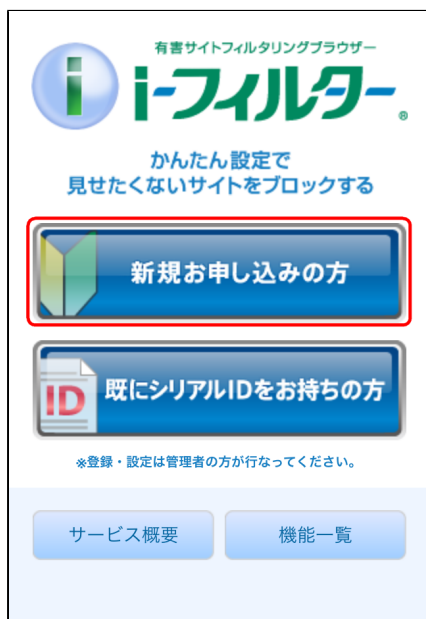 有害サイトフィルタリングブラウザー
i
i-フィルター®
かんたん設定で
見せたくないサイトをブロックする
新規お申し込みの方
ID
既にシリアルIDをお持ちの方
※登録・設定は管理者の方が行なってください。
サービス概要
機能一覧